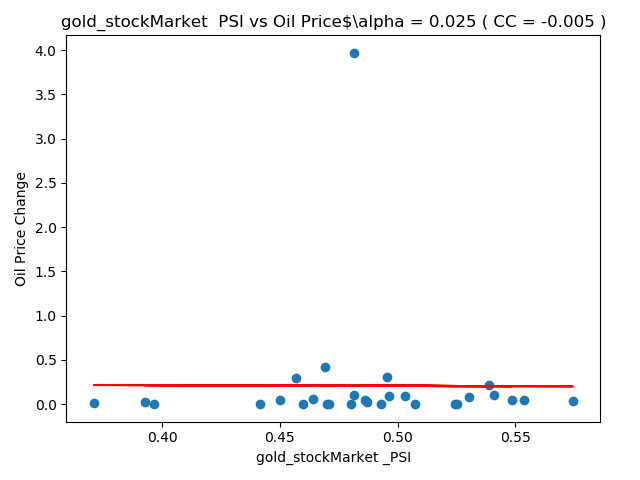 gold_stockMarket  PSI vs Oil Price$\alpha = 0.025 ( CC = -0.005 )
4.0
3.5
3.0
2.5
2.0
1.5
1.0
0.5
0.0
Oil Price Change
0.40 0.45 0.50 0.55
gold_stockMarket _PSI